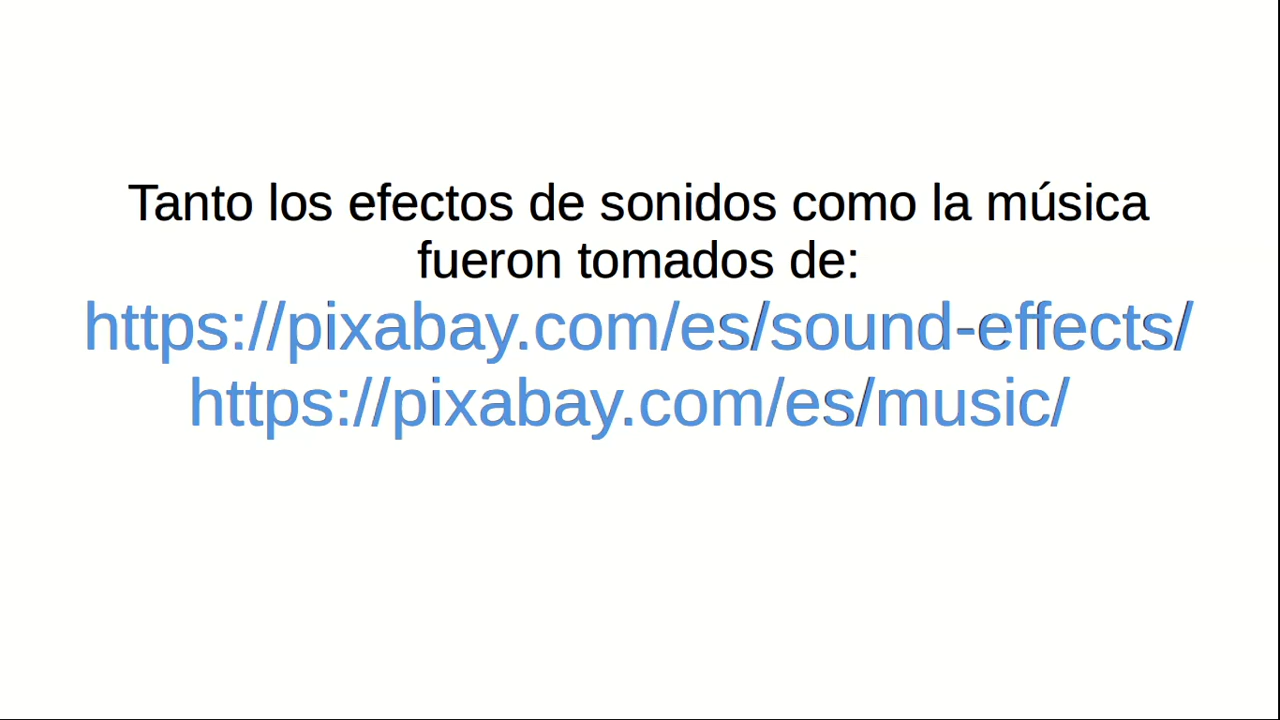 Tanto los efectos de sonidos como la música
fueron tomados de:
https://pixabay.com/es/sound-effects/
https://pixabay.com/es/music/